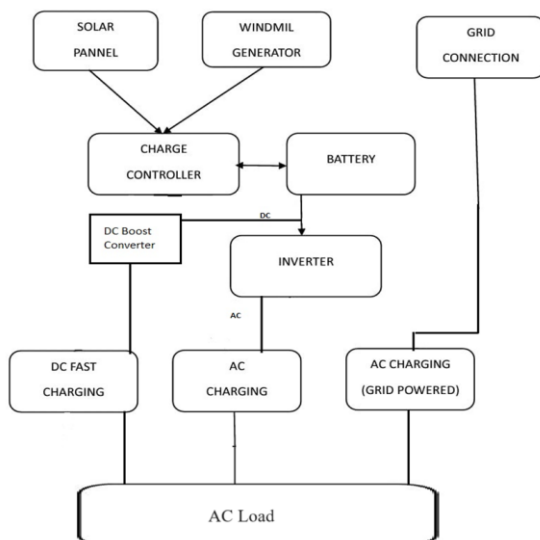 SOLAR
PANNEL
WINDMIL
GENERATOR
GRID
CONNECTION
CHARGE
CONTROLLER
BATTERY
DC
DC Boost
Converter
INVERTER
AC
DC FAST
CHARGING
AC
CHARGING
AC CHARGING
(GRID POWERED)
AC Load